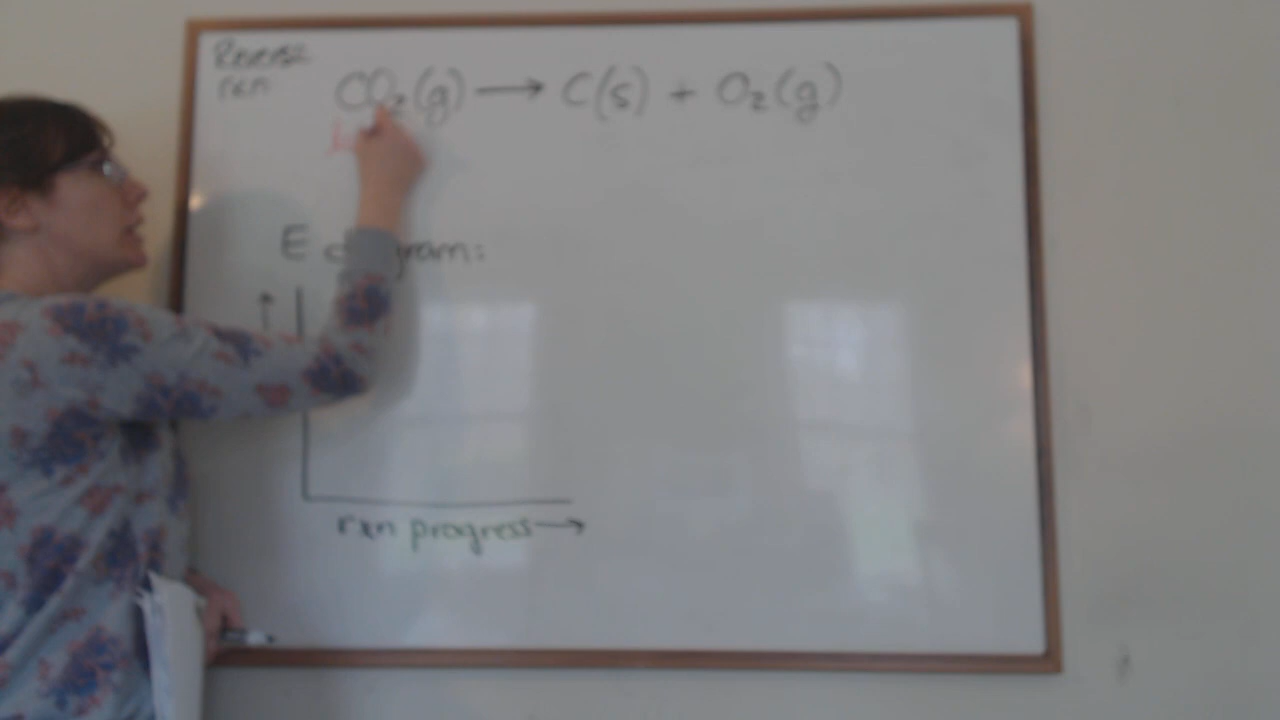 Reverse
rxn
CO₂(g) → C(s) + O₂(g)
E
rxn progress→